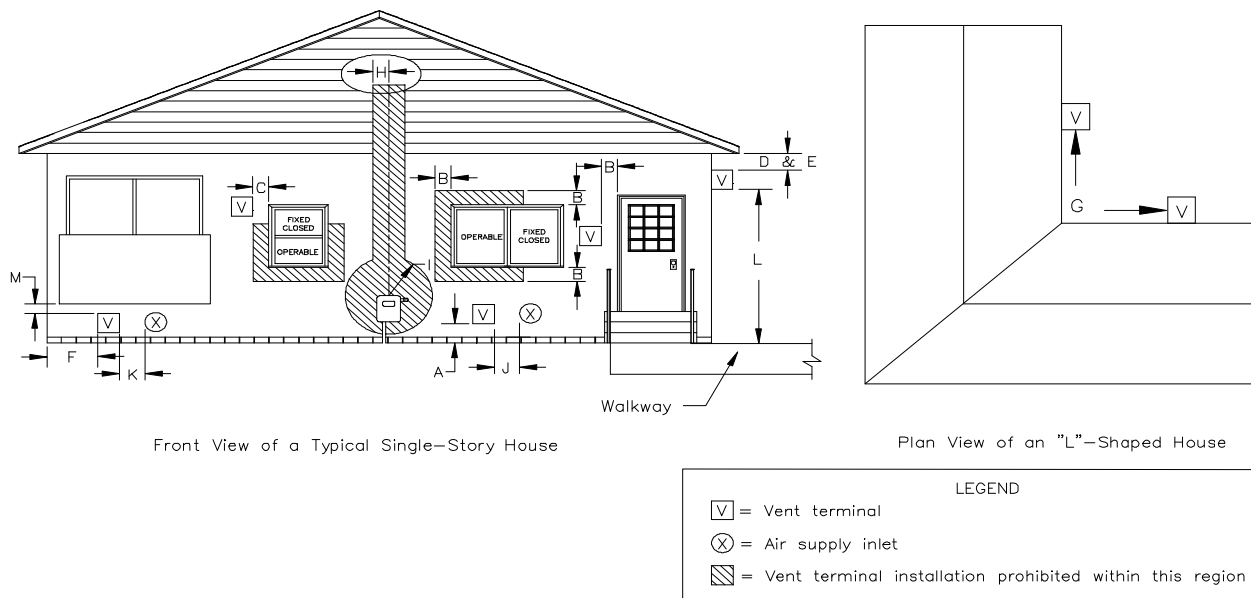 H
D & E
B
V
C
B
B
V
FIXED
CLOSED
OPERABLE
OPERABLE
FIXED
CLOSED
V
L
I
B
M
V
X
V
X
F
K
A
J
Walkway
Front View of a Typical Single-Story House
V
G
V
Plan View of an "L"-Shaped House
LEGEND
V = Vent terminal
X = Air supply inlet
= Vent terminal installation prohibited within this region